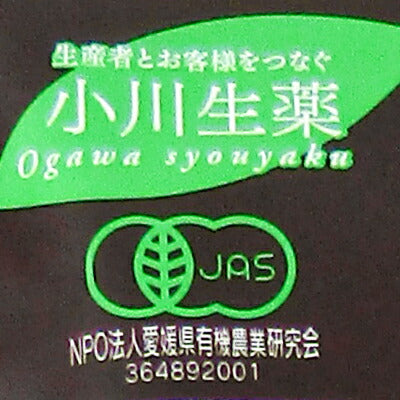 生産者とお客様をつなぐ
小川生薬
Ogawa syouyaku
JAS
NPO法人愛媛県有機農業研究会
364892001